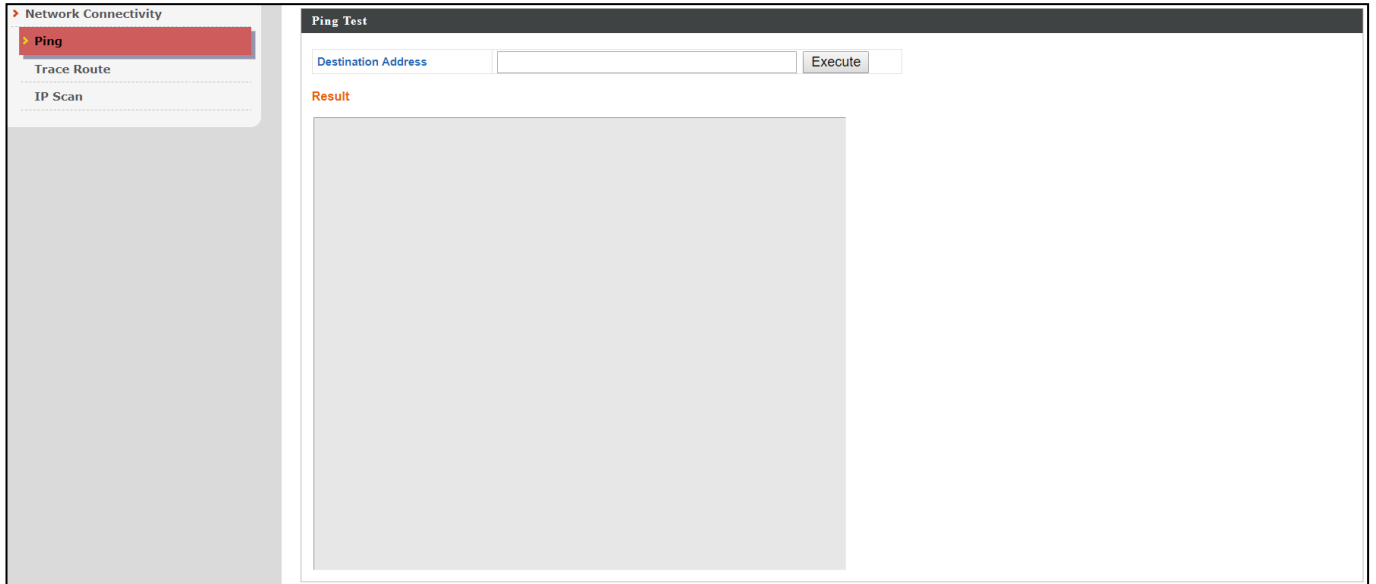 Network Connectivity
Ping
Trace Route
IP Scan
Ping Test
Destination Address
Execute
Result